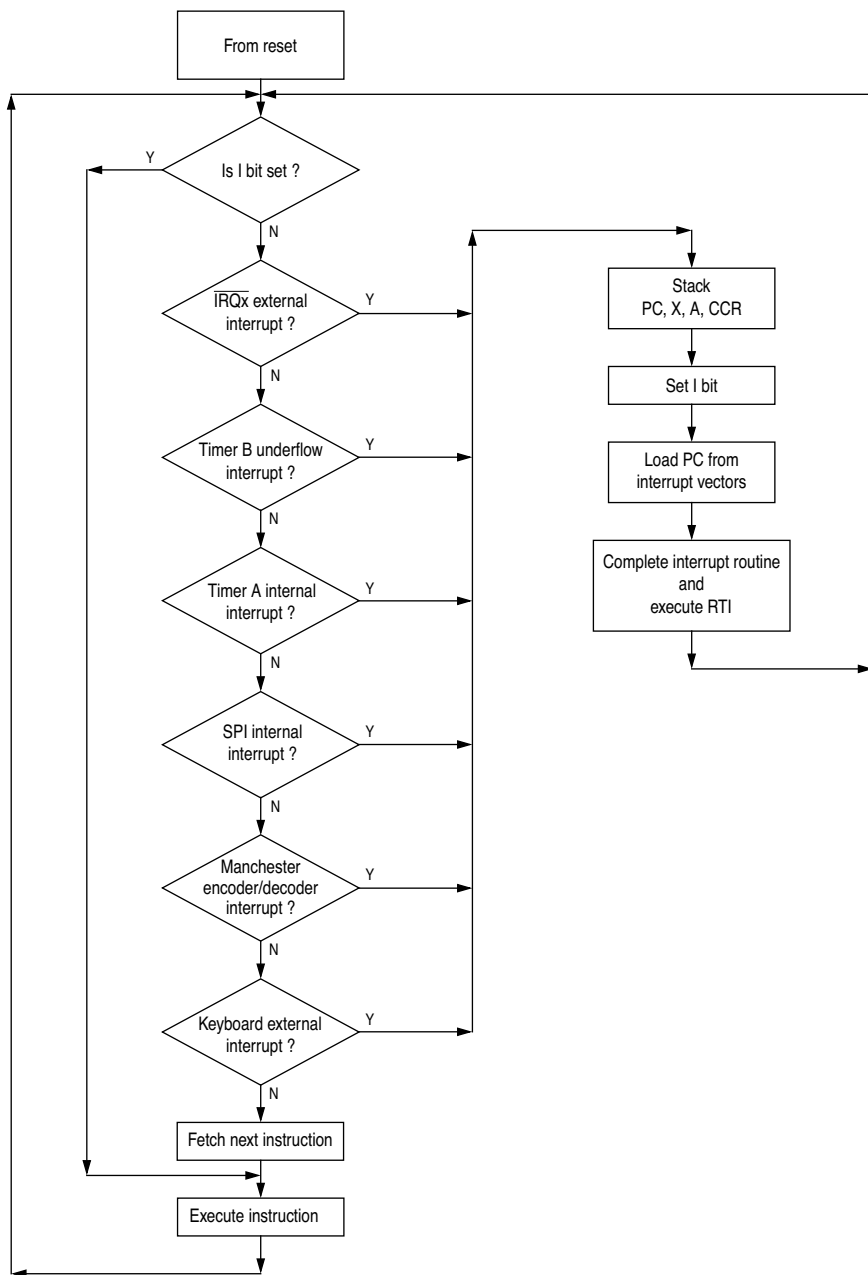 From reset
Is I bit set ?
Y
N
IRQx external
interrupt ?
Y
N
Timer B underflow
interrupt ?
Y
N
Timer A internal
interrupt ?
Y
N
SPI internal
interrupt ?
Y
N
Manchester
encoder/decoder
interrupt ?
Y
N
Keyboard external
interrupt ?
Y
N
Fetch next instruction
Execute instruction
Stack
PC, X, A, CCR
Set I bit
Load PC from
interrupt vectors
Complete interrupt routine
and
execute RTI